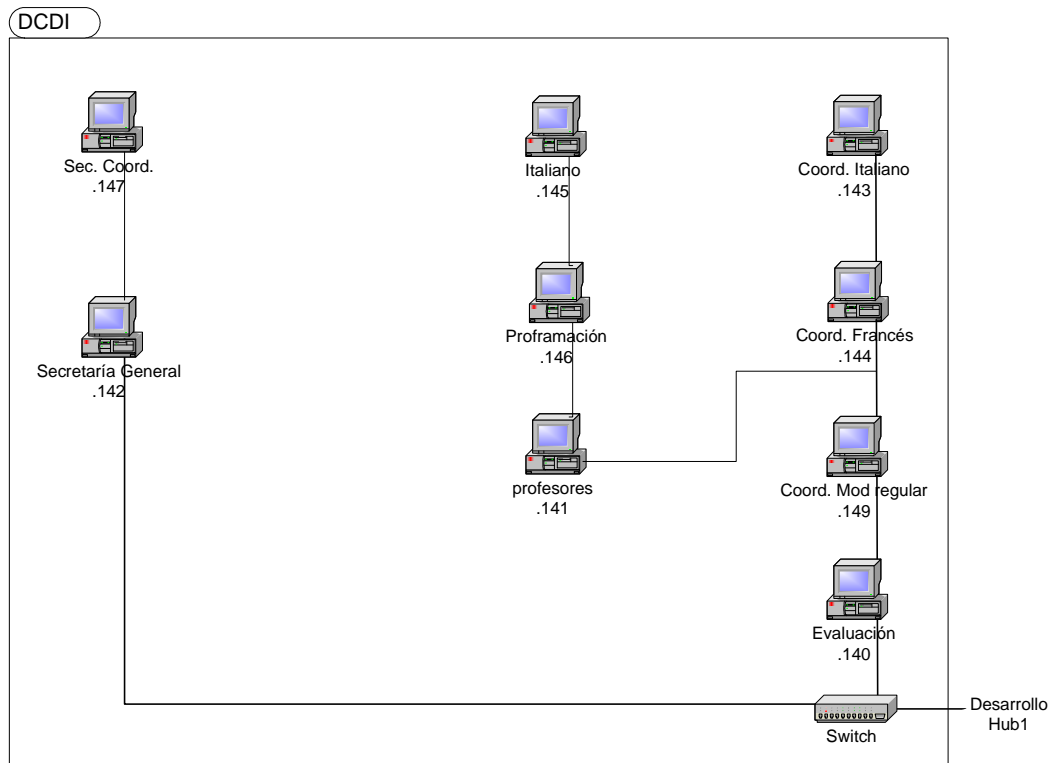 DCDI
Sec. Coord.
.147
Italiano
.145
Coord. Italiano
.143
Secretaría General
.142
Proframación
.146
Coord. Francés
.144
profesores
.141
Coord. Mod regular
.149
Evaluación
.140
Switch
Desarrollo
Hub1